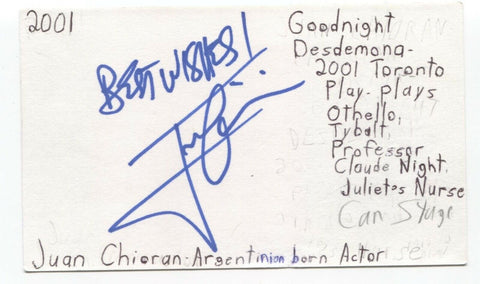 2001
BEST WISHES!
Goodnight
Desdemona-
2001 Toronto
Play-plays
Othello,
Tybalt,
Professor
Claude Night,
Juliet's Nurse
Can Stage
Juan Chioran-Argentinian born Actor